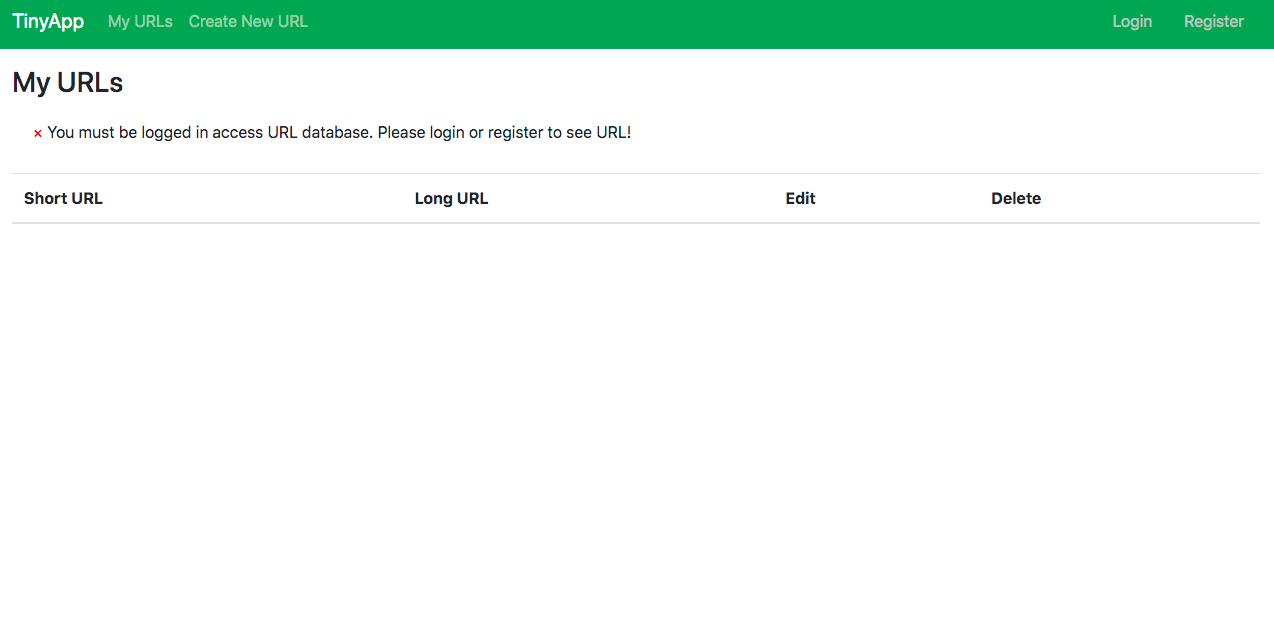 TinyApp My URLs Create New URL Login Register
My URLs
× You must be logged in access URL database. Please login or register to see URL!
Short URL Long URL Edit Delete